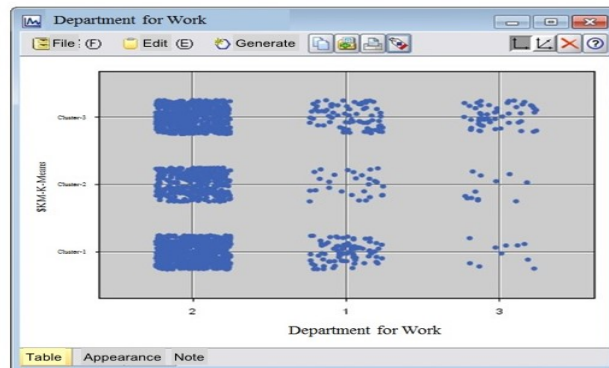 Department for Work
File : (F) Edit (E) Generate
$KM-K-Means
Cluster-3
Cluster-2
Cluster-1
2 1 3
Department for Work
Table Appearance Note